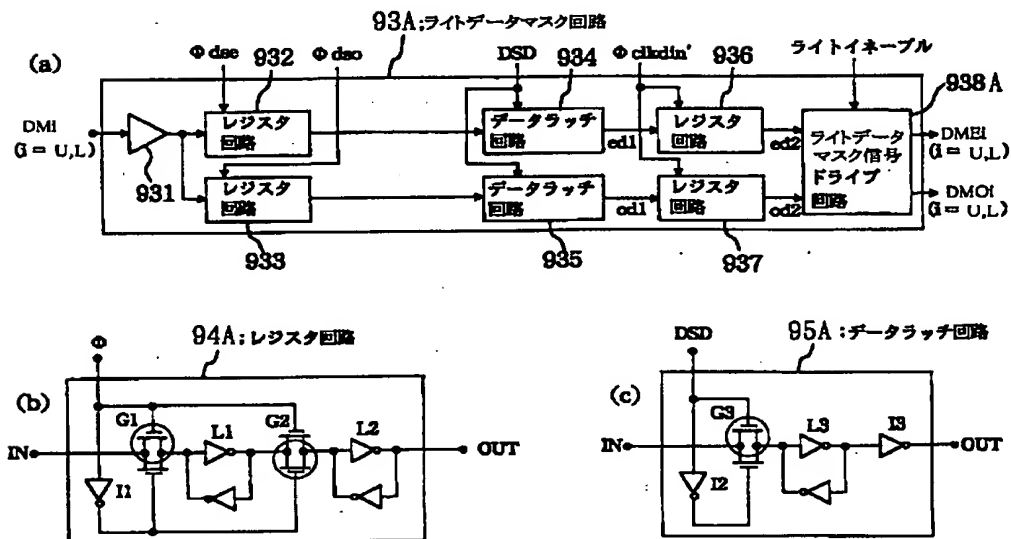 93A;ライトデータマスク回路
(a)
Φdse
932
Φdso
DSD
934
Φclkdin'
936
ライトイネーブル
938A
DMi
(i=U,L)
931
レジスタ
回路
データラッチ
回路
ed1
レジスタ
回路
ed2
ライトデータ
マスク信号
ドライブ
回路
DMEi
(i=U,L)
レジスタ
回路
データラッチ
回路
od1
レジスタ
回路
od2
DMOi
(i=U,L)
933
935
937
94A;レジスタ回路
Φ
(b)
G1
L1
G2
L2
IN
OUT
I1
95A:データラッチ回路
DSD
(c)
G3
L3
I3
IN
OUT
I2